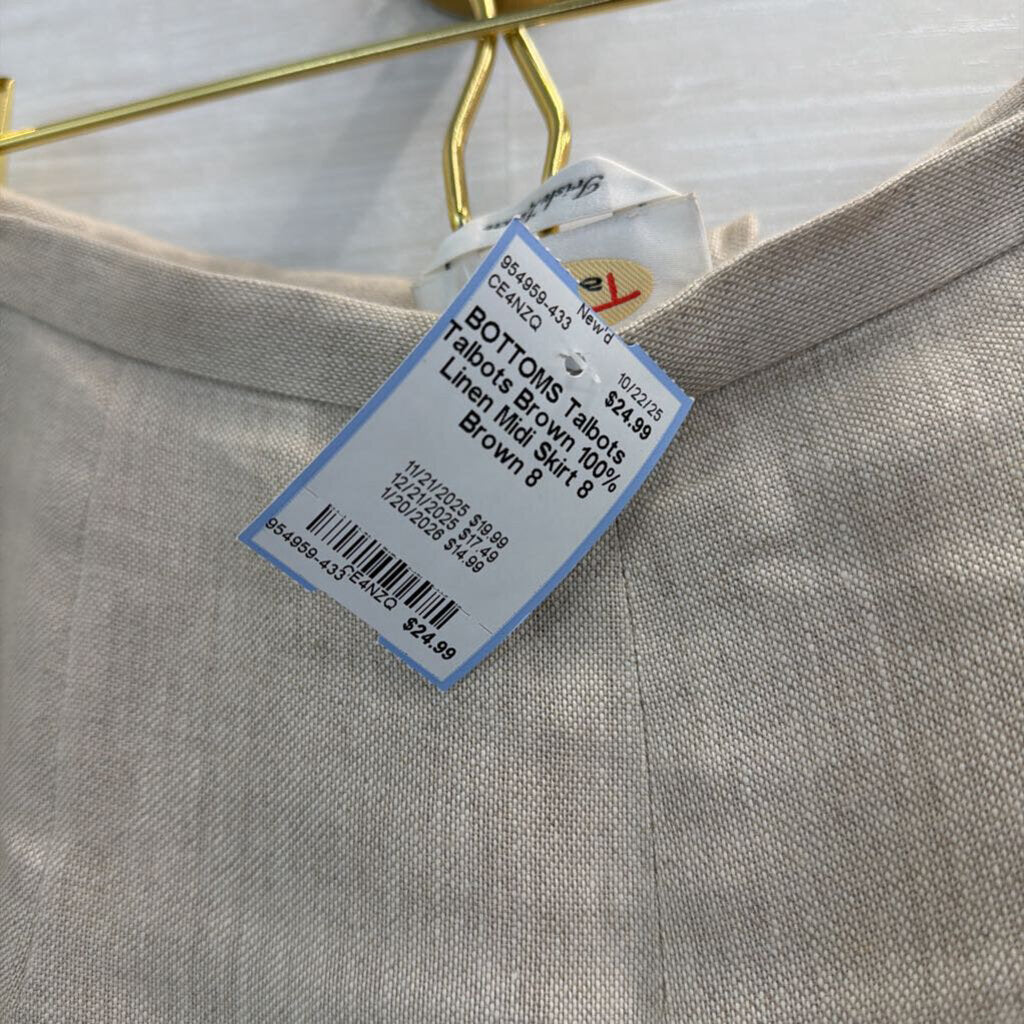 Irish
954959-433
CE4NZQ
New'd
10/22/25
$24.99
BOTTOMS Talbots
Talbots Brown 100%
Linen Midi Skirt 8
Brown 8
11/21/2025 $19.99
12/21/2025 $17.49
1/20/2026 $14.99
954959-433
CE4NZQ
$24.99